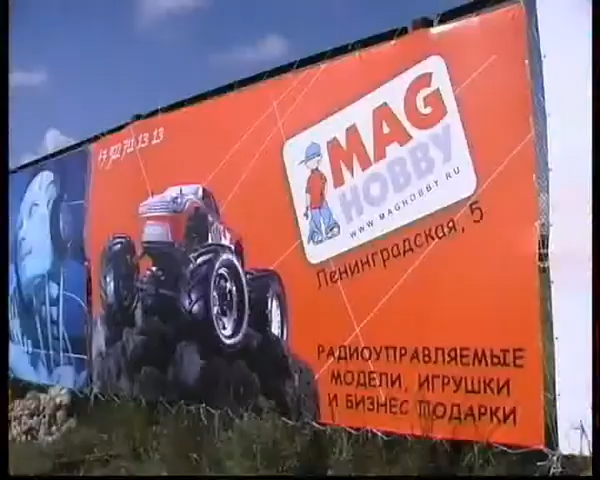 MAG
HOBBY
WWW.MAGHOBBY.RU
Ленинградская, 5
РАДИОУПРАВЛЯЕМЫЕ
МОДЕЛИ, ИГРУШКИ
И БИЗНЕС ПОДАРКИ